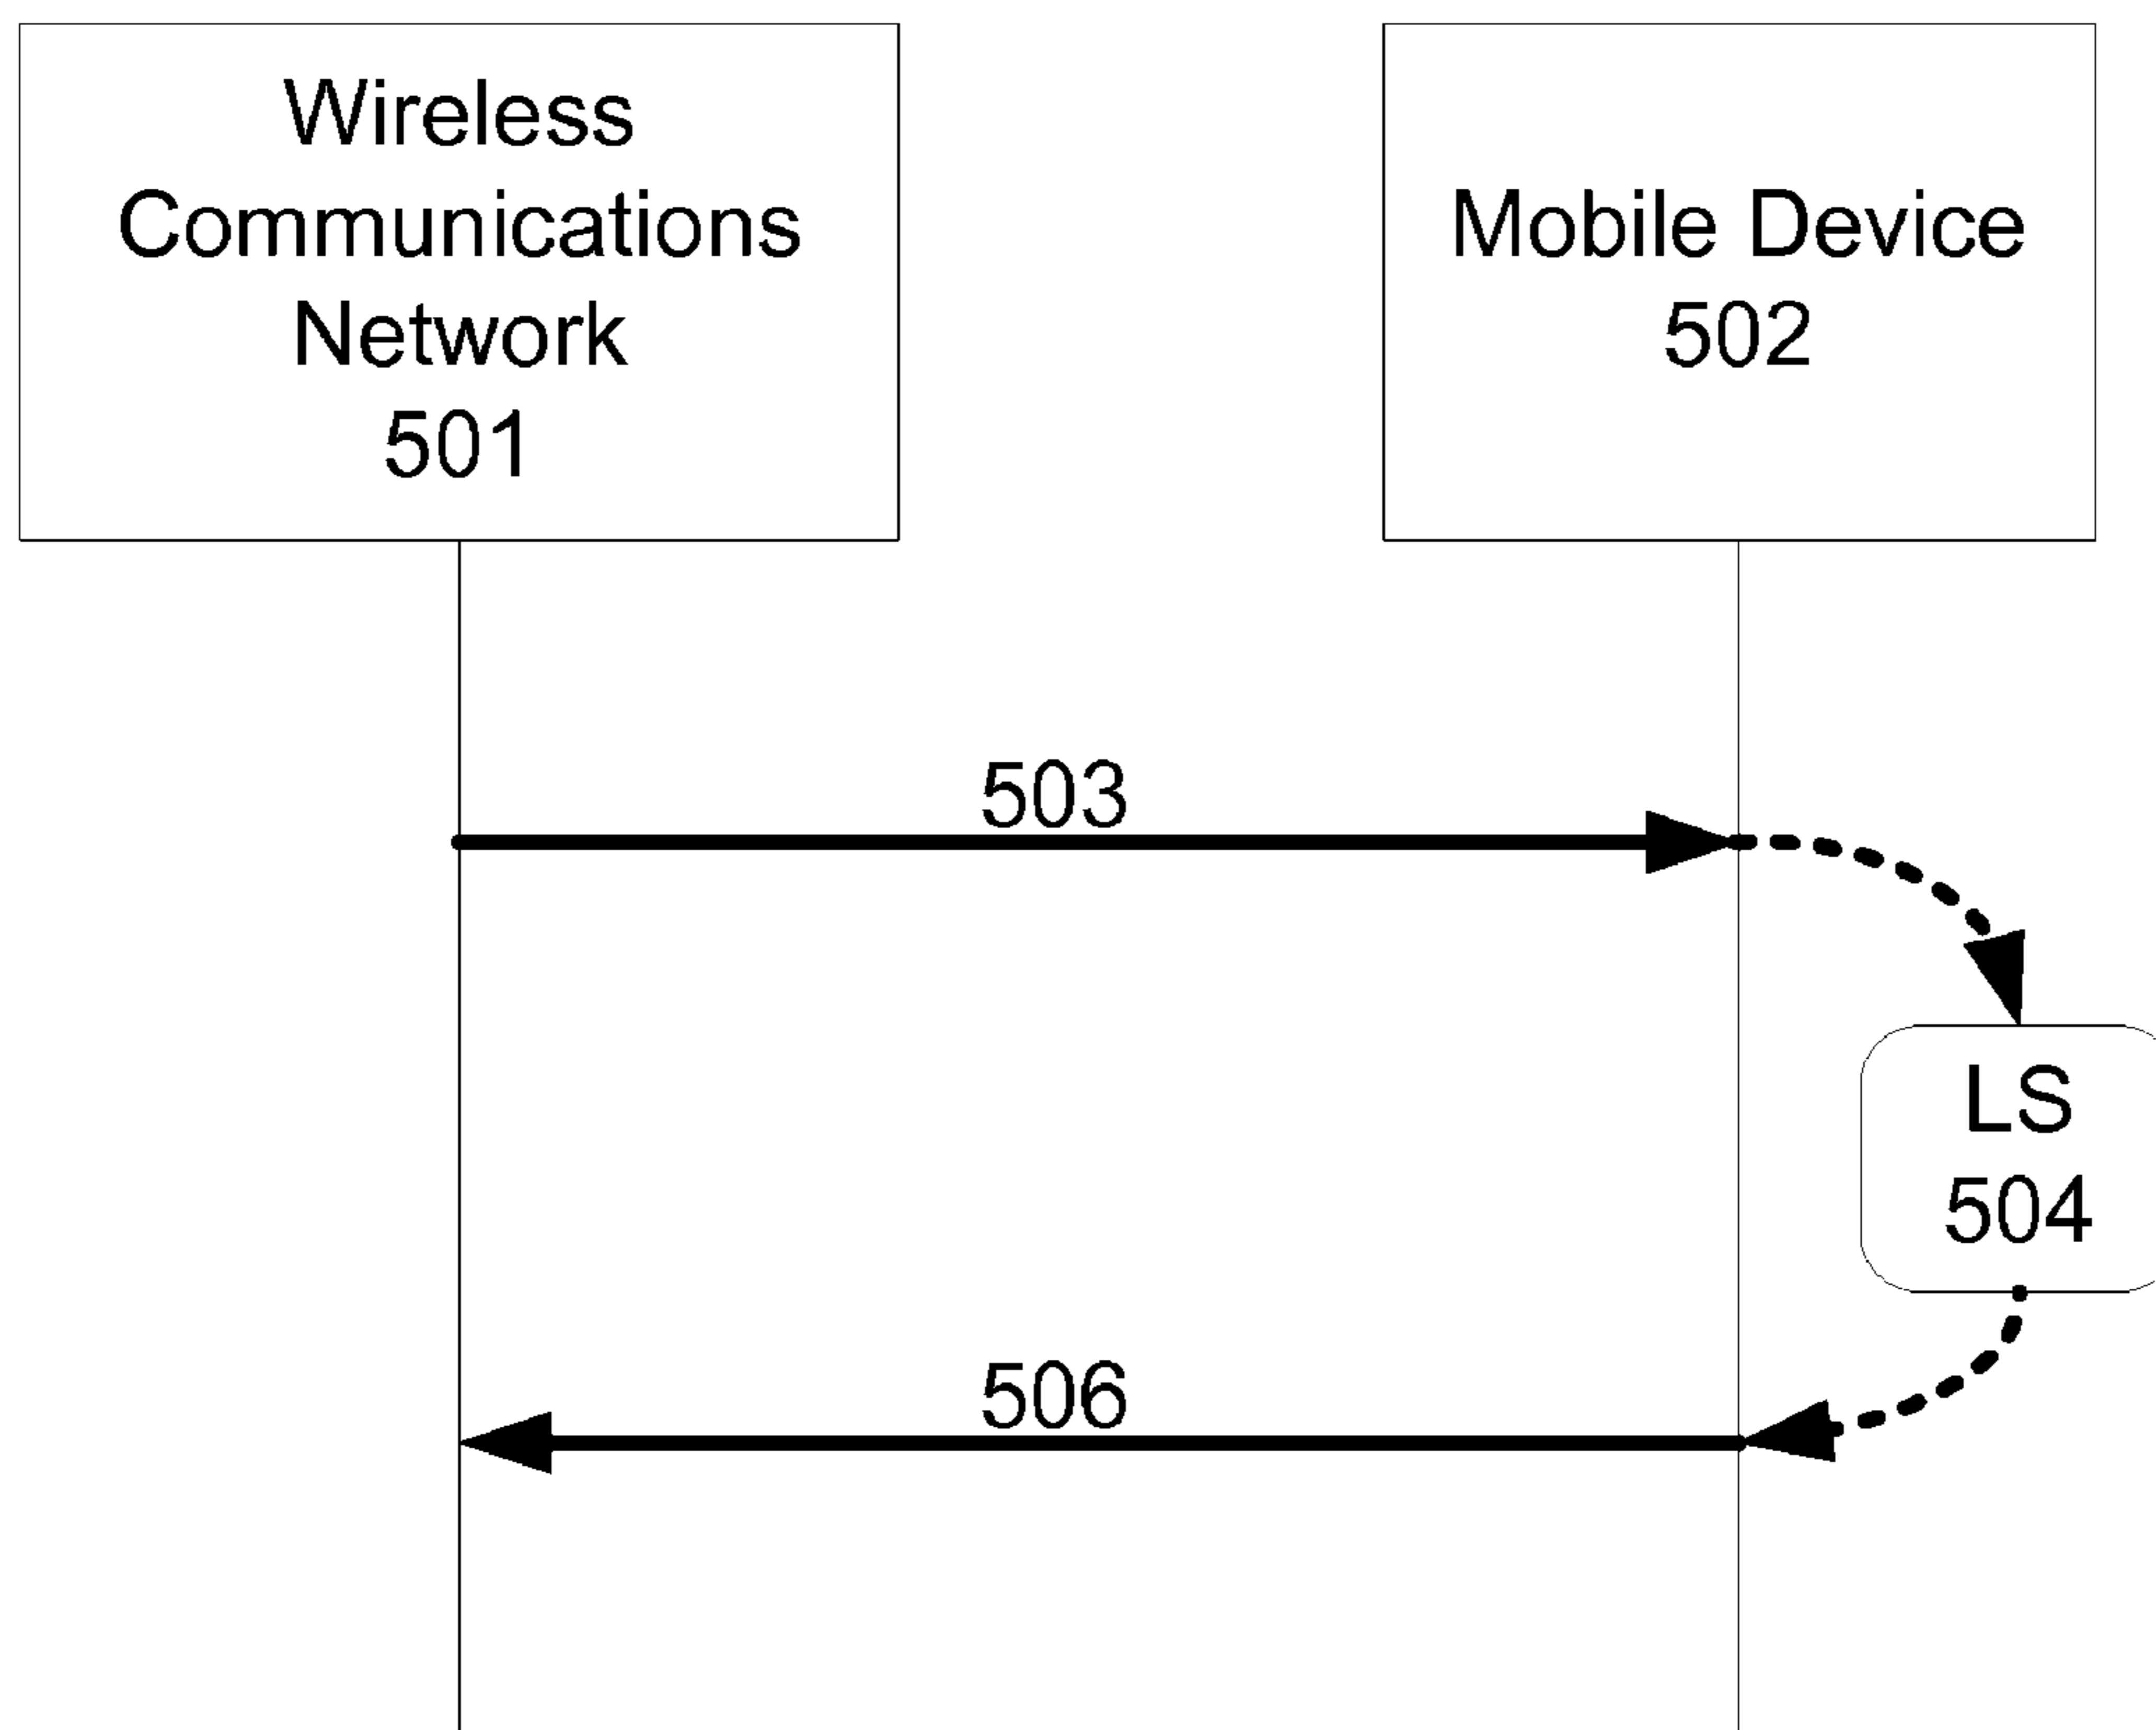 Wireless
Communications
Network
501
Mobile Device
502
503
LS
504
506